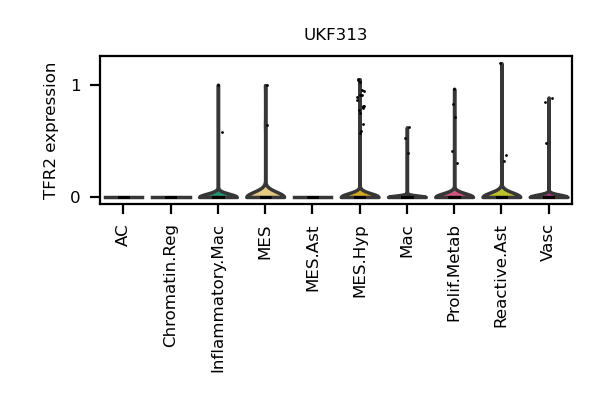 UKF313
TFR2 expression
1
0
AC
Chromatin.Reg
Inflammatory.Mac
MES
MES.Ast
MES.Hyp
Mac
Prolif.Metab
Reactive.Ast
Vasc